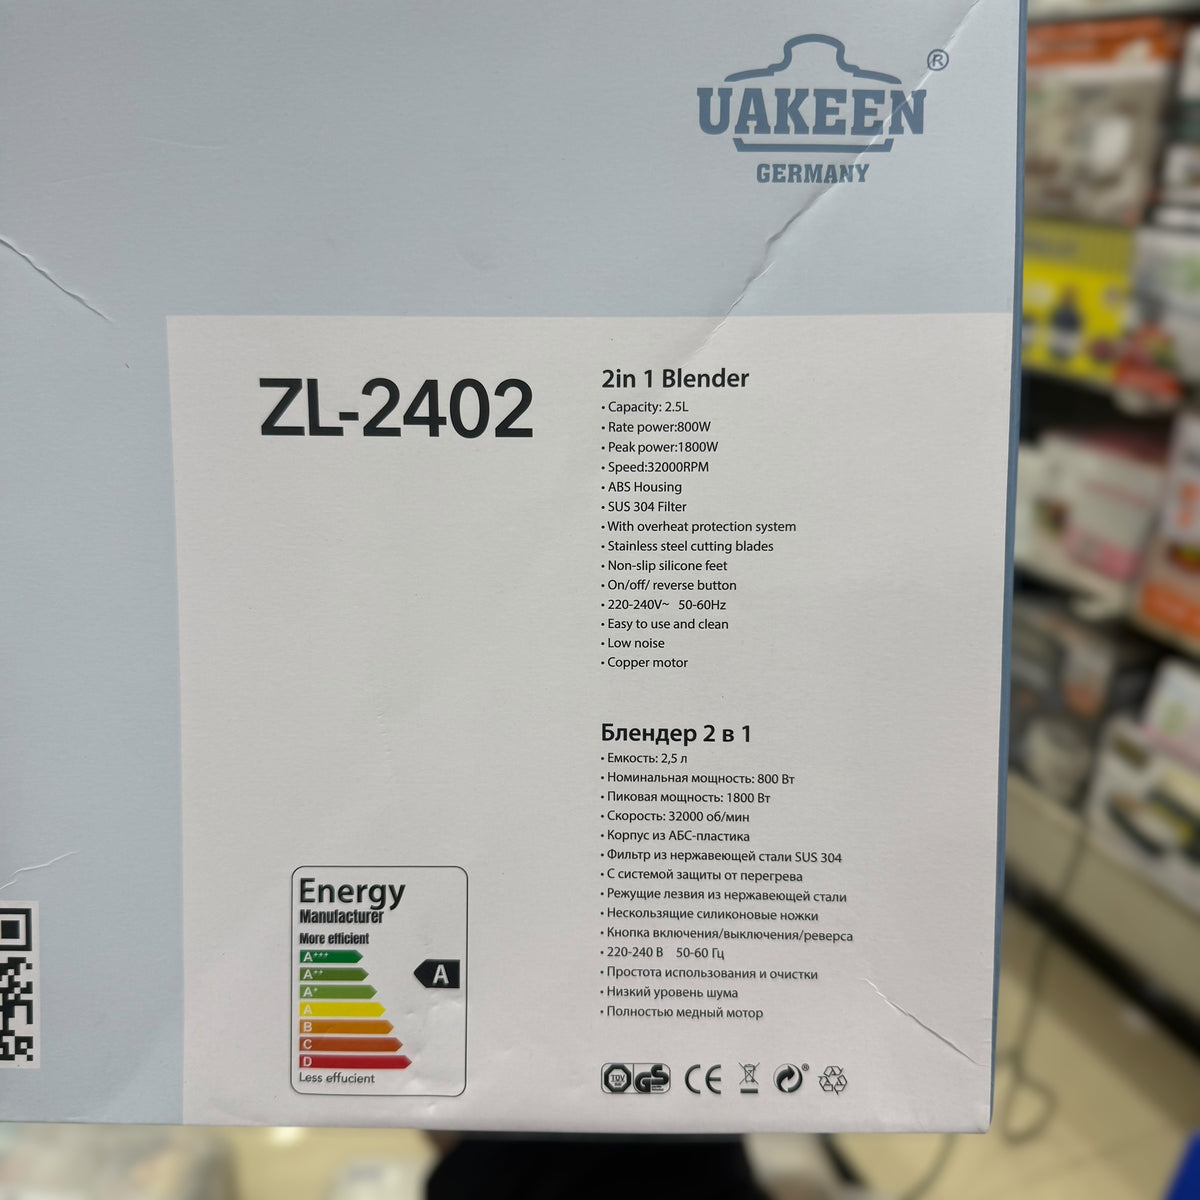 UAKEEN®
GERMANY
ZL-2402
2in 1 Blender
• Capacity: 2.5L
• Rate power:800W
• Peak power:1800W
• Speed:32000RPM
• ABS Housing
• SUS 304 Filter
• With overheat protection system
• Stainless steel cutting blades
• Non-slip silicone feet
• On/off/ reverse button
• 220-240V~ 50-60Hz
• Easy to use and clean
• Low noise
• Copper motor
Блендер 2 в 1
• Емкость: 2,5 л
• Номинальная мощность: 800 Вт
• Пиковая мощность: 1800 Вт
• Скорость: 32000 об/мин
• Корпус из АБС-пластика
• Фильтр из нержавеющей стали SUS 304
• С системой защиты от перегрева
• Режущие лезвия из нержавеющей стали
• Нескользящие силиконовые ножки
• Кнопка включения/выключения/реверса
• 220-240 В 50-60 Гц
• Простота использования и очистки
• Низкий уровень шума
• Полностью медный мотор
Energy
Manufacturer
More efficient
A+++
A++
A+
A
B
C
D
A
Less effucient
TÜV
GS
CE